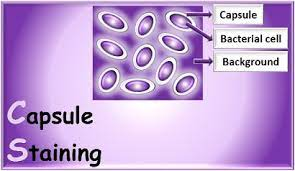 Capsule
Bacterial cell
Background
Capsule
Staining